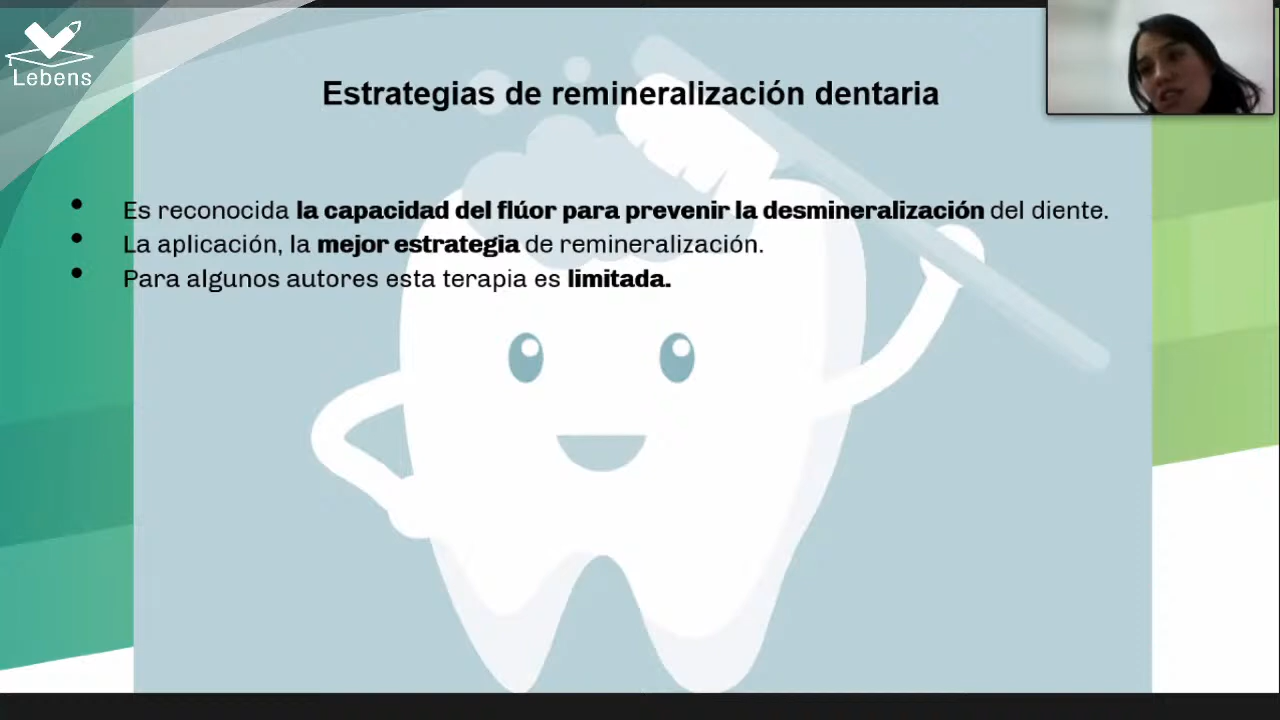 Lebens
Estrategias de remineralización dentaria
• Es reconocida la capacidad del flúor para prevenir la desmineralización del diente.
• La aplicación, la mejor estrategia de remineralización.
• Para algunos autores esta terapia es limitada.